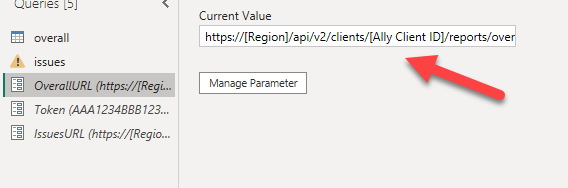 Queries [5]
overall
issues
OverallURL (https://[Regi...
Token (AAA1234BBB123...
IssuesURL (https://[Regio...
Current Value
https://[Region]/api/v2/clients/[Ally Client ID]/reports/over
Manage Parameter